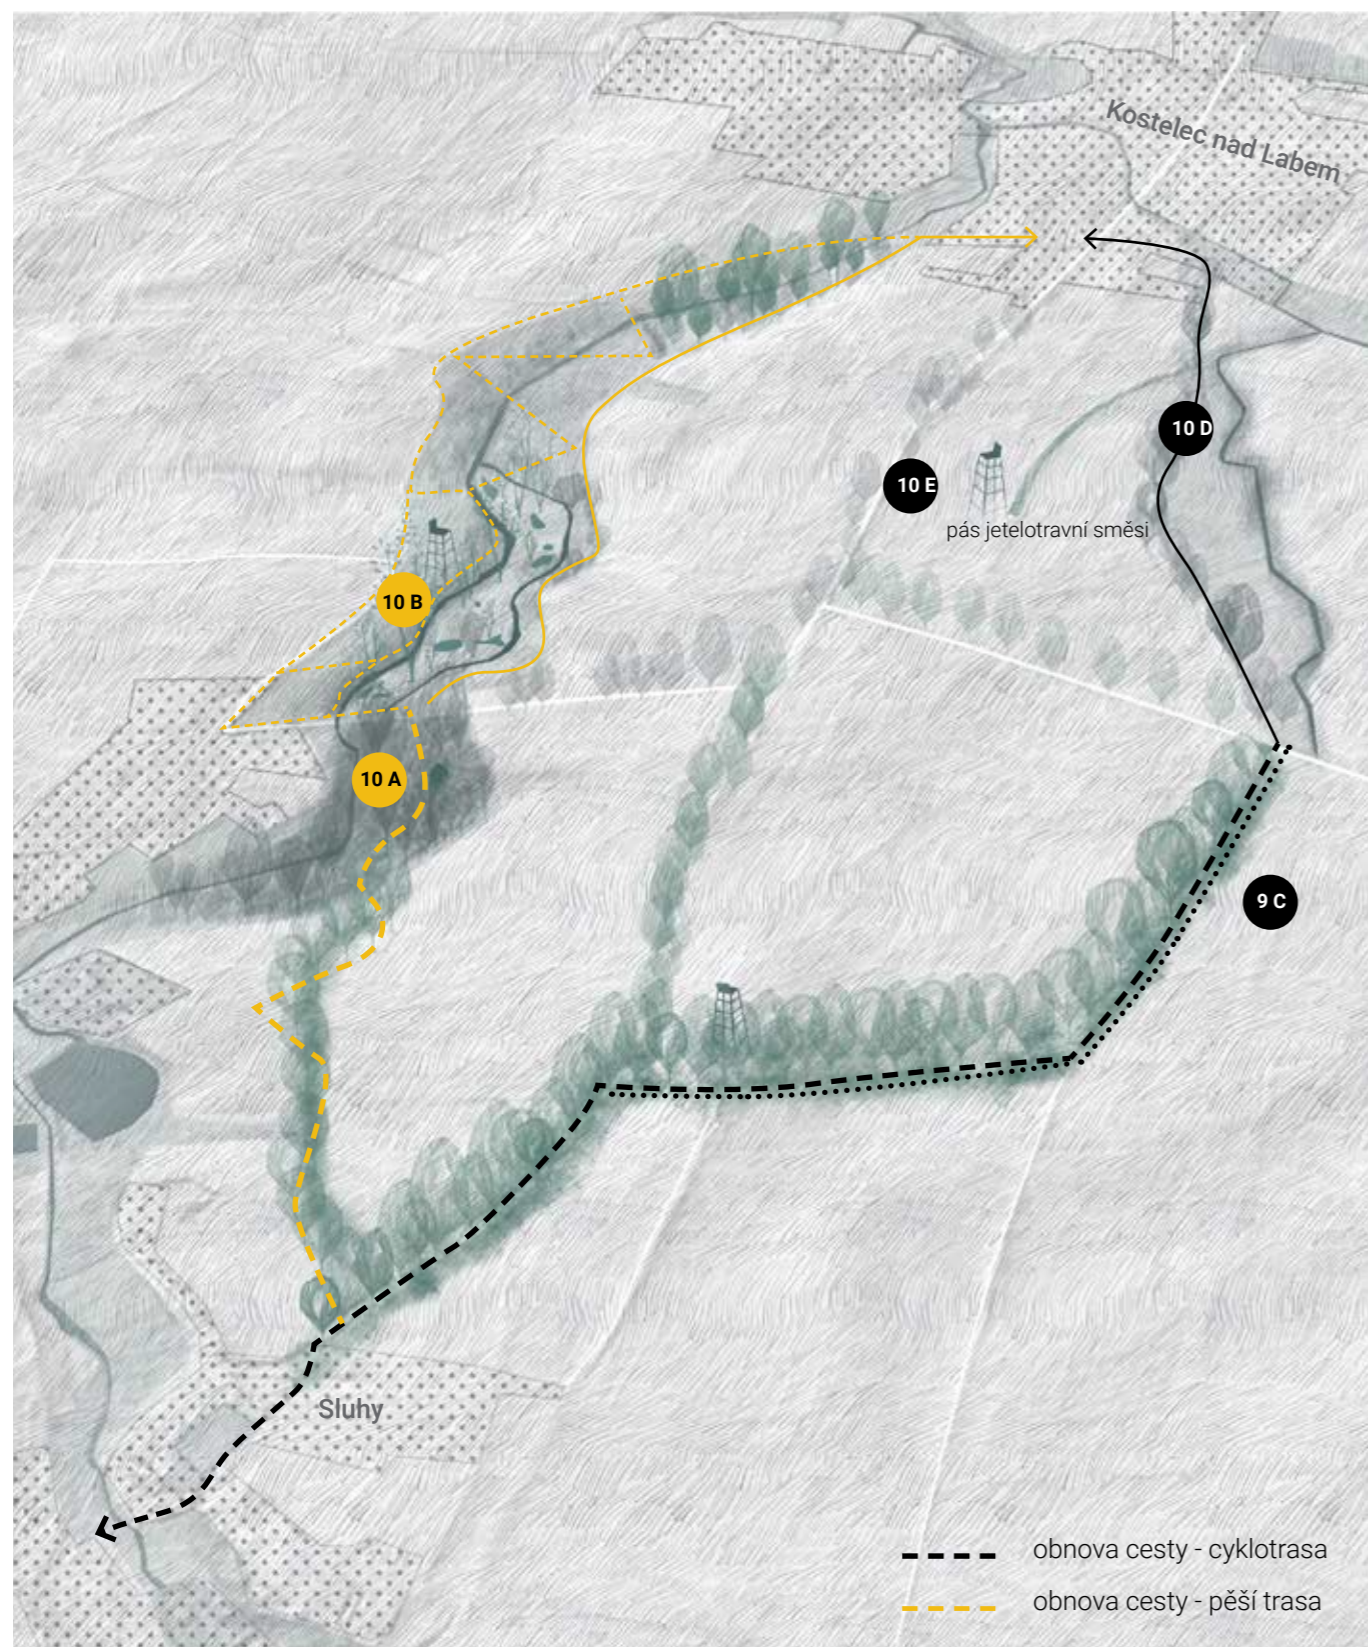 Kostelec nad Labem
10 D
10 E
pás jetelotravní směsi
10 B
10 A
9 C
Sluhy
obnova cesty - cyklotrasa
obnova cesty - pěší trasa